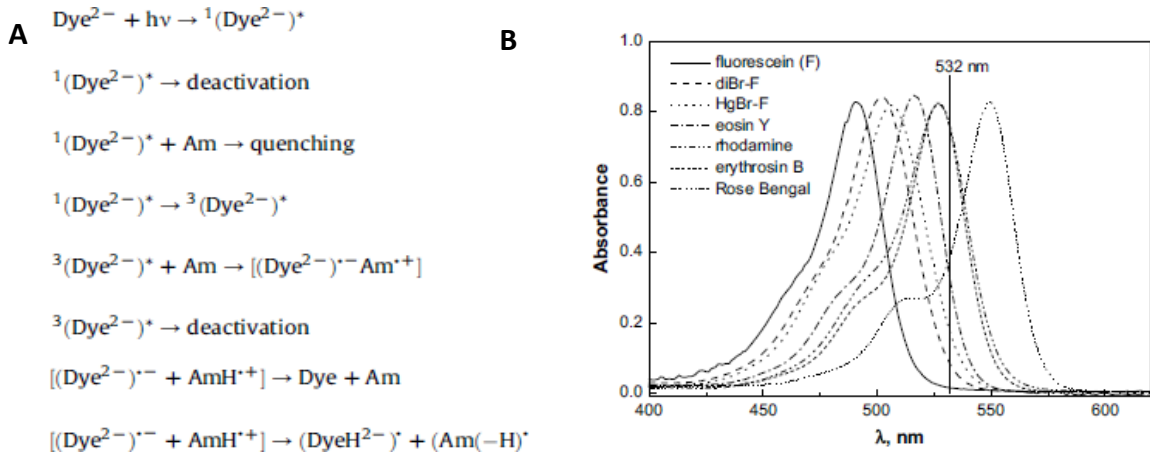 A
Dye²⁻ + hν → ¹(Dye²⁻)*
¹(Dye²⁻)* → deactivation
¹(Dye²⁻)* + Am → quenching
¹(Dye²⁻)* → ³(Dye²⁻)*
³(Dye²⁻)* + Am → [(Dye²⁻)•⁻Am•⁺]
³(Dye²⁻)* → deactivation
[(Dye²⁻)•⁻ + AmH•⁺] → Dye + Am
[(Dye²⁻)•⁻ + AmH•⁺] → (DyeH²⁻)• + (Am(−H)•
B
1.0
0.8
0.6
0.4
0.2
0.0
Absorbance
fluorescein (F)
diBr-F
HgBr-F
eosin Y
rhodamine
erythrosin B
Rose Bengal
532 nm
400 450 500 550 600
λ, nm